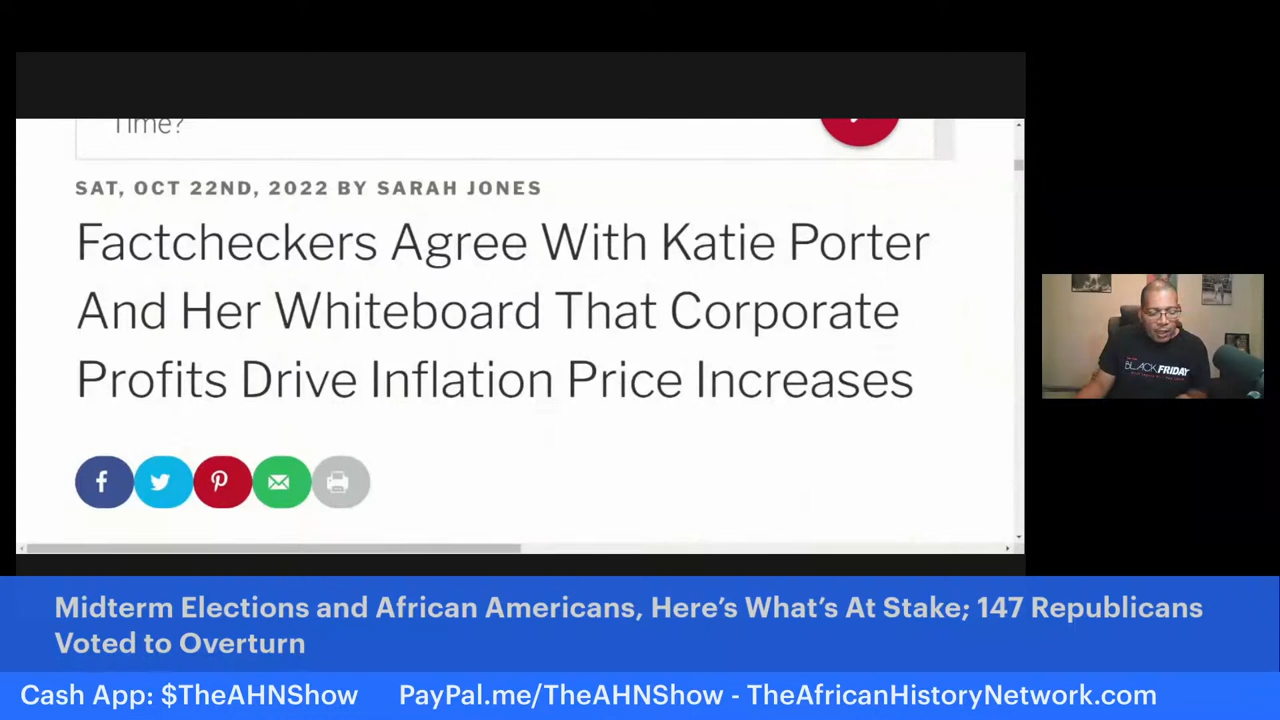 Time?
SAT, OCT 22ND, 2022 BY SARAH JONES
Factcheckers Agree With Katie Porter
And Her Whiteboard That Corporate
Profits Drive Inflation Price Increases
BLACK FRIDAY
Midterm Elections and African Americans, Here's What's At Stake; 147 Republicans
Voted to Overturn
Cash App: $TheAHNShow PayPal.me/TheAHNShow - TheAfricanHistoryNetwork.com